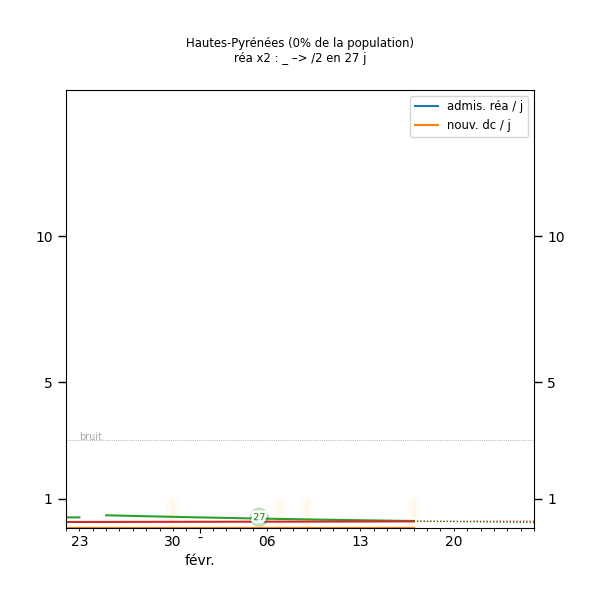 Hautes-Pyrénées (0% de la population)
réa x2 : _ –> /2 en 27 j
admis. réa / j
nouv. dc / j
10 10
5 5
bruit
1 1
27
23 30 - 06 13 20
févr.